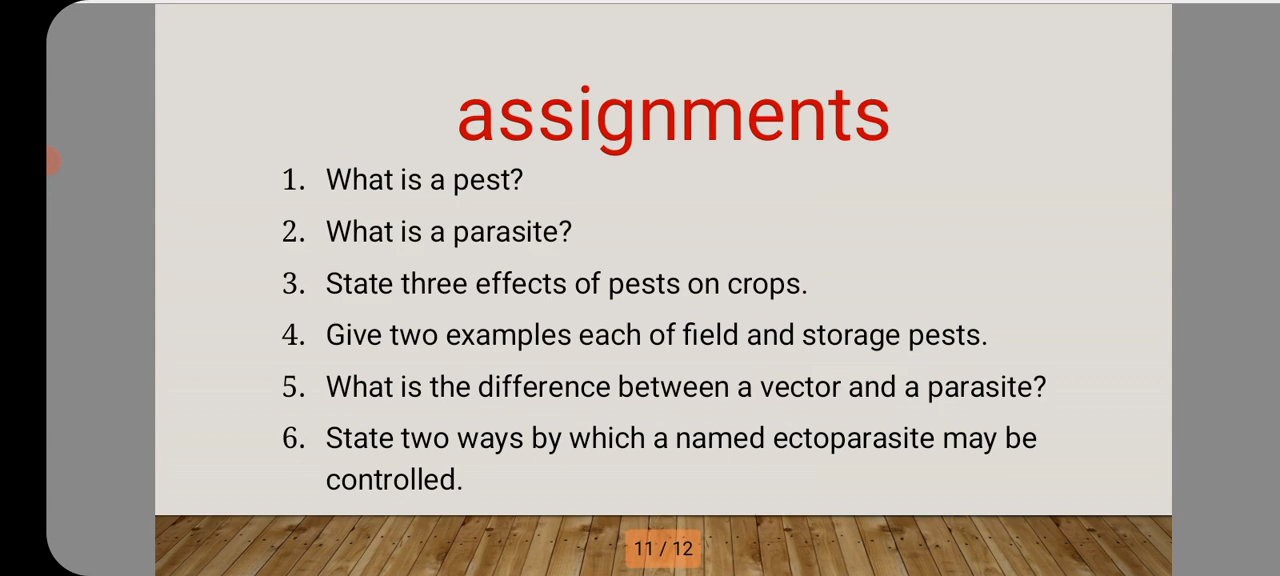 assignments
1. What is a pest?
2. What is a parasite?
3. State three effects of pests on crops.
4. Give two examples each of field and storage pests.
5. What is the difference between a vector and a parasite?
6. State two ways by which a named ectoparasite may be
controlled.
11 / 12